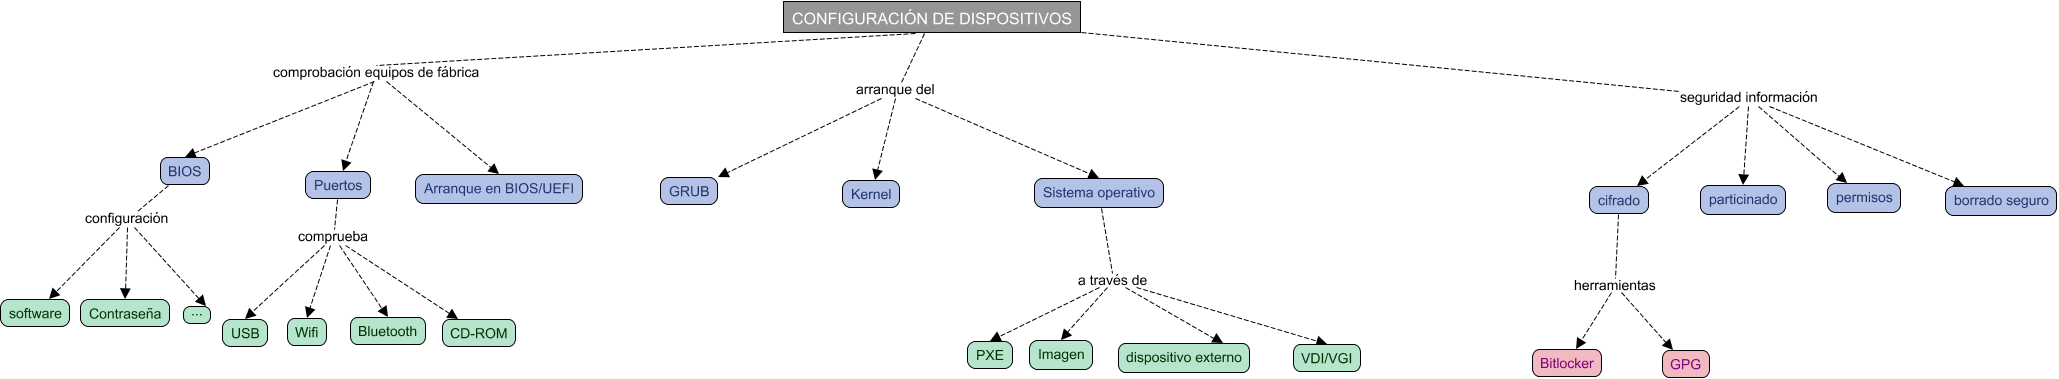 CONFIGURACIÓN DE DISPOSITIVOS
comprobación equipos de fábrica
arranque del
seguridad información
BIOS
Puertos
Arranque en BIOS/UEFI
GRUB
Kernel
Sistema operativo
cifrado
particinado
permisos
borrado seguro
configuración
comprueba
a través de
herramientas
software
Contraseña
...
USB
Wifi
Bluetooth
CD-ROM
PXE
Imagen
dispositivo externo
VDI/VGI
Bitlocker
GPG